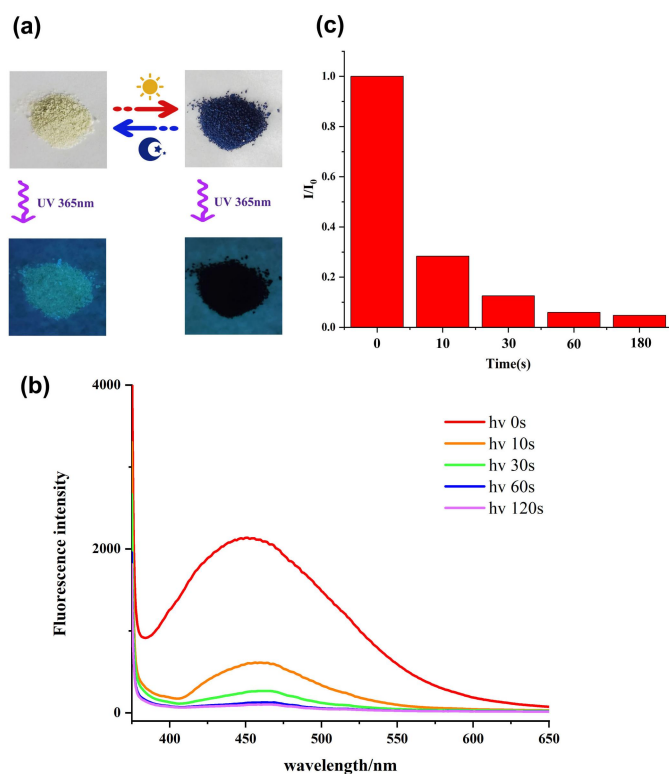 (a)
UV 365nm
UV 365nm
(c)
I/I0
1.0
0.8
0.6
0.4
0.2
0.0
0 10 30 60 180
Time(s)
(b)
Fluorescence intensity
4000
2000
0
hv 0s
hv 10s
hv 30s
hv 60s
hv 120s
400 450 500 550 600 650
wavelength/nm